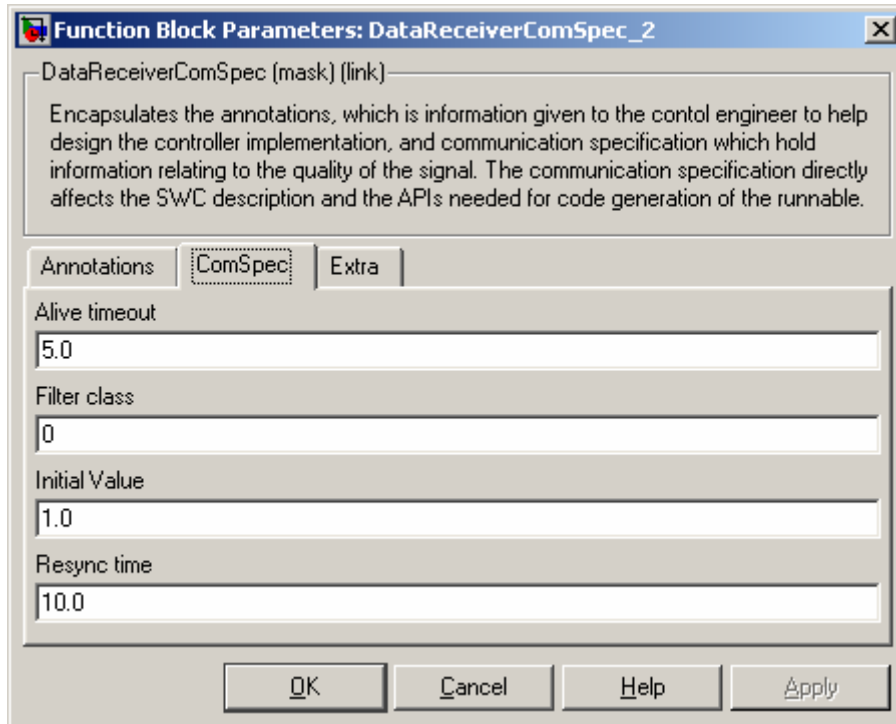 Function Block Parameters: DataReceiverComSpec_2
DataReceiverComSpec (mask) (link)
Encapsulates the annotations, which is information given to the contol engineer to help
design the controller implementation, and communication specification which hold
information relating to the quality of the signal. The communication specification directly
affects the SWC description and the APIs needed for code generation of the runnable.
Annotations ComSpec Extra
Alive timeout
5.0
Filter class
0
Initial Value
1.0
Resync time
10.0
OK Cancel Help Apply